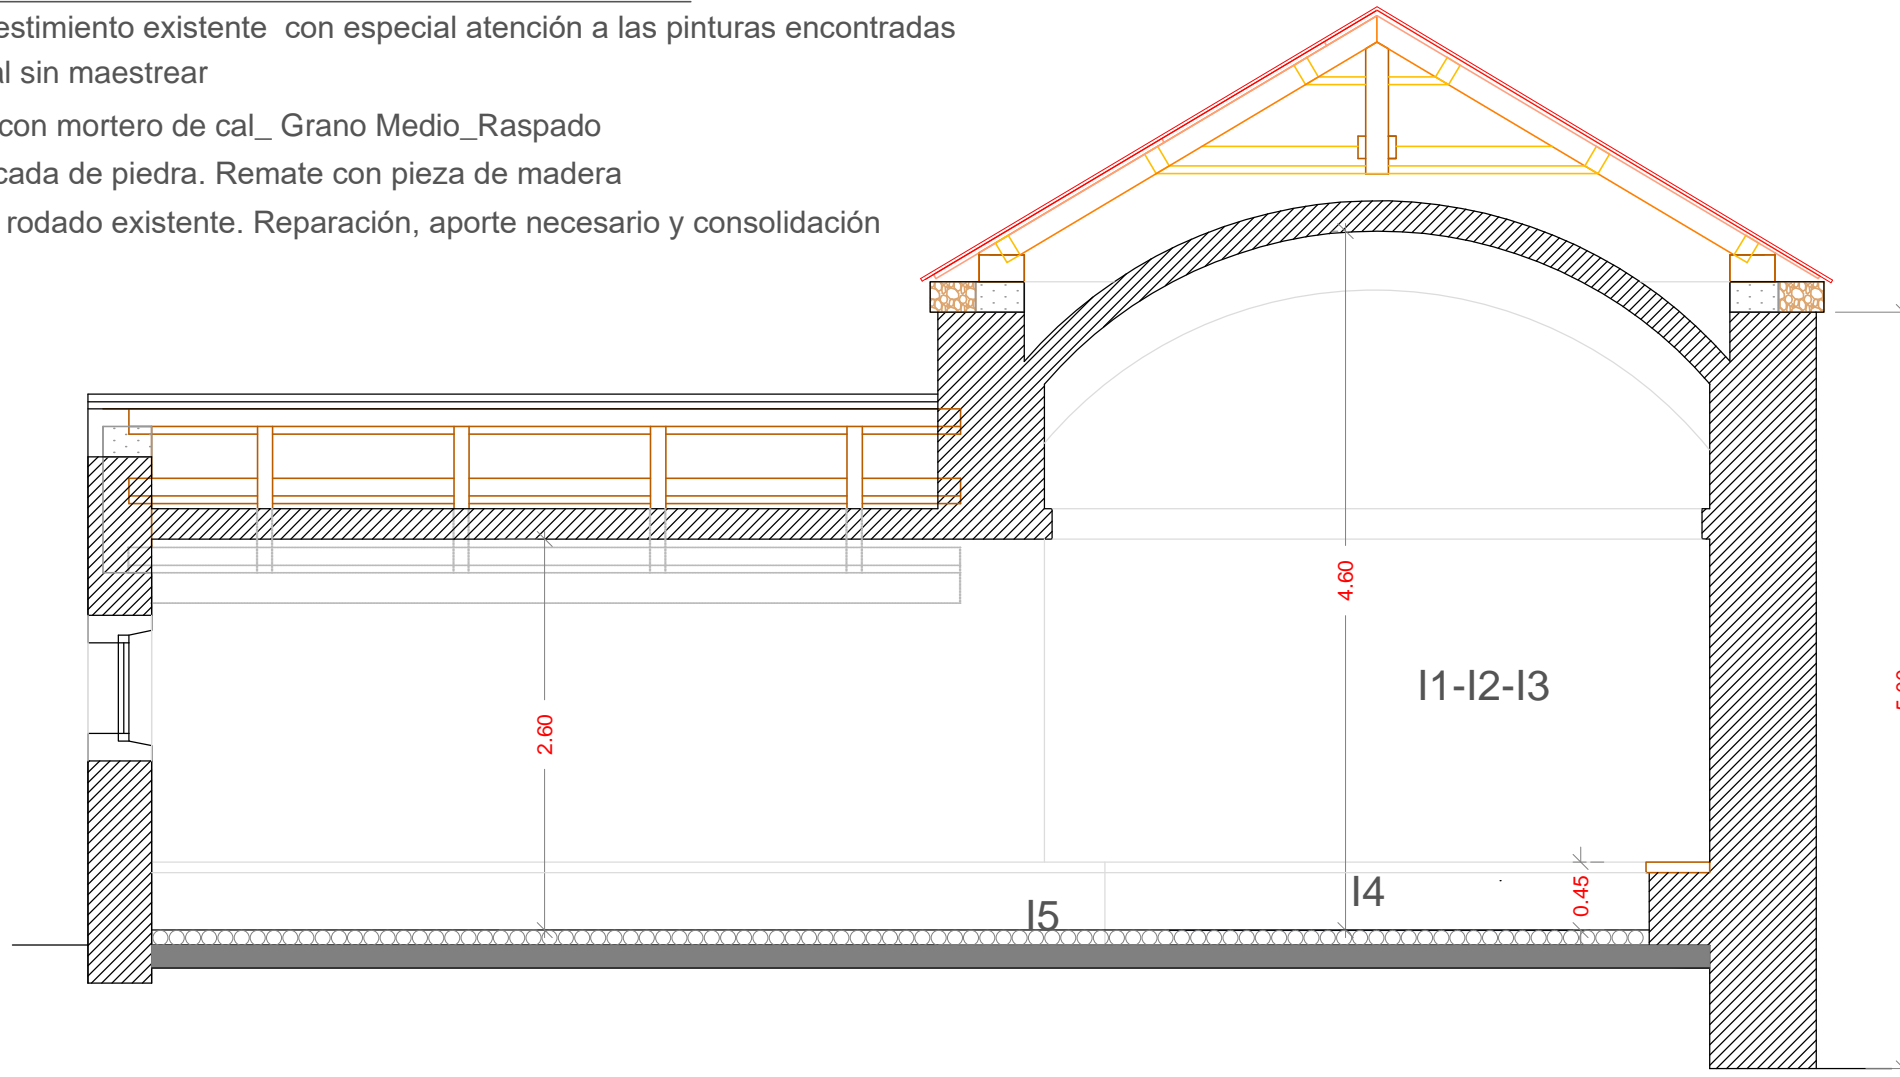 estimiento existente con especial atención a las pinturas encontradas
al sin maestrear
con mortero de cal_ Grano Medio_Raspado
cada de piedra. Remate con pieza de madera
rodado existente. Reparación, aporte necesario y consolidación
4.60
I1-I2-I3
2.60
I4
0.45
I5